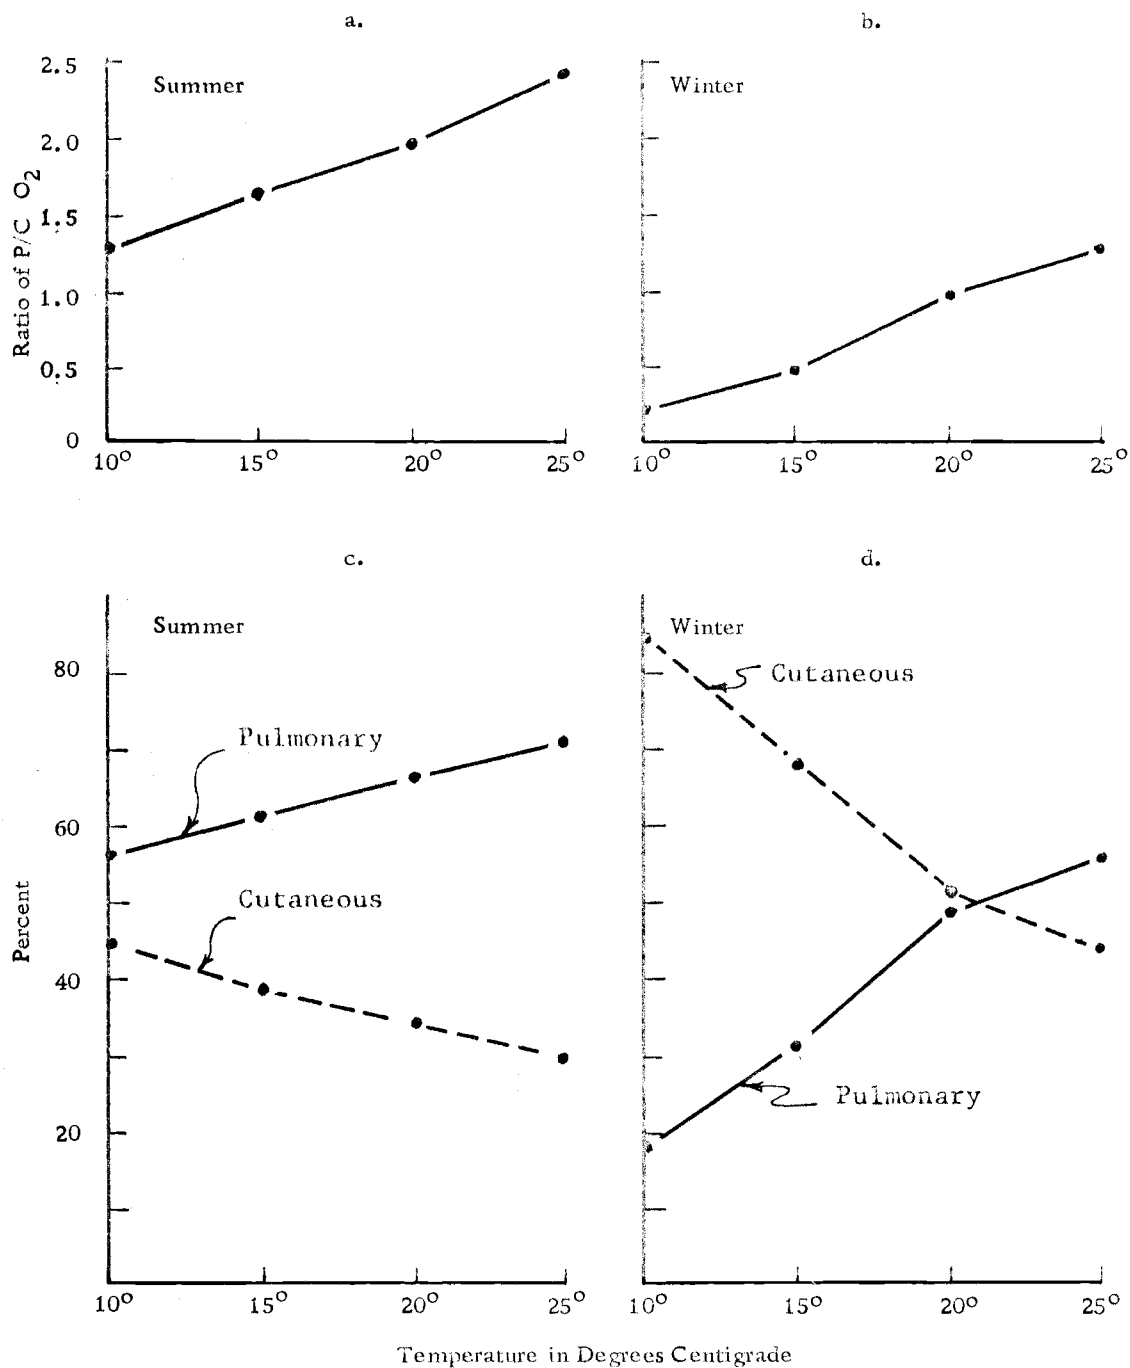 a.
Summer
Ratio of P/C O2
2.5
2.0
1.5
1.0
0.5
0
10° 15° 20° 25°
b.
Winter
10° 15° 20° 25°
c.
Summer
Pulmonary
Cutaneous
Percent
80
60
40
20
10° 15° 20° 25°
d.
Winter
Cutaneous
Pulmonary
10° 15° 20° 25°
Temperature in Degrees Centigrade